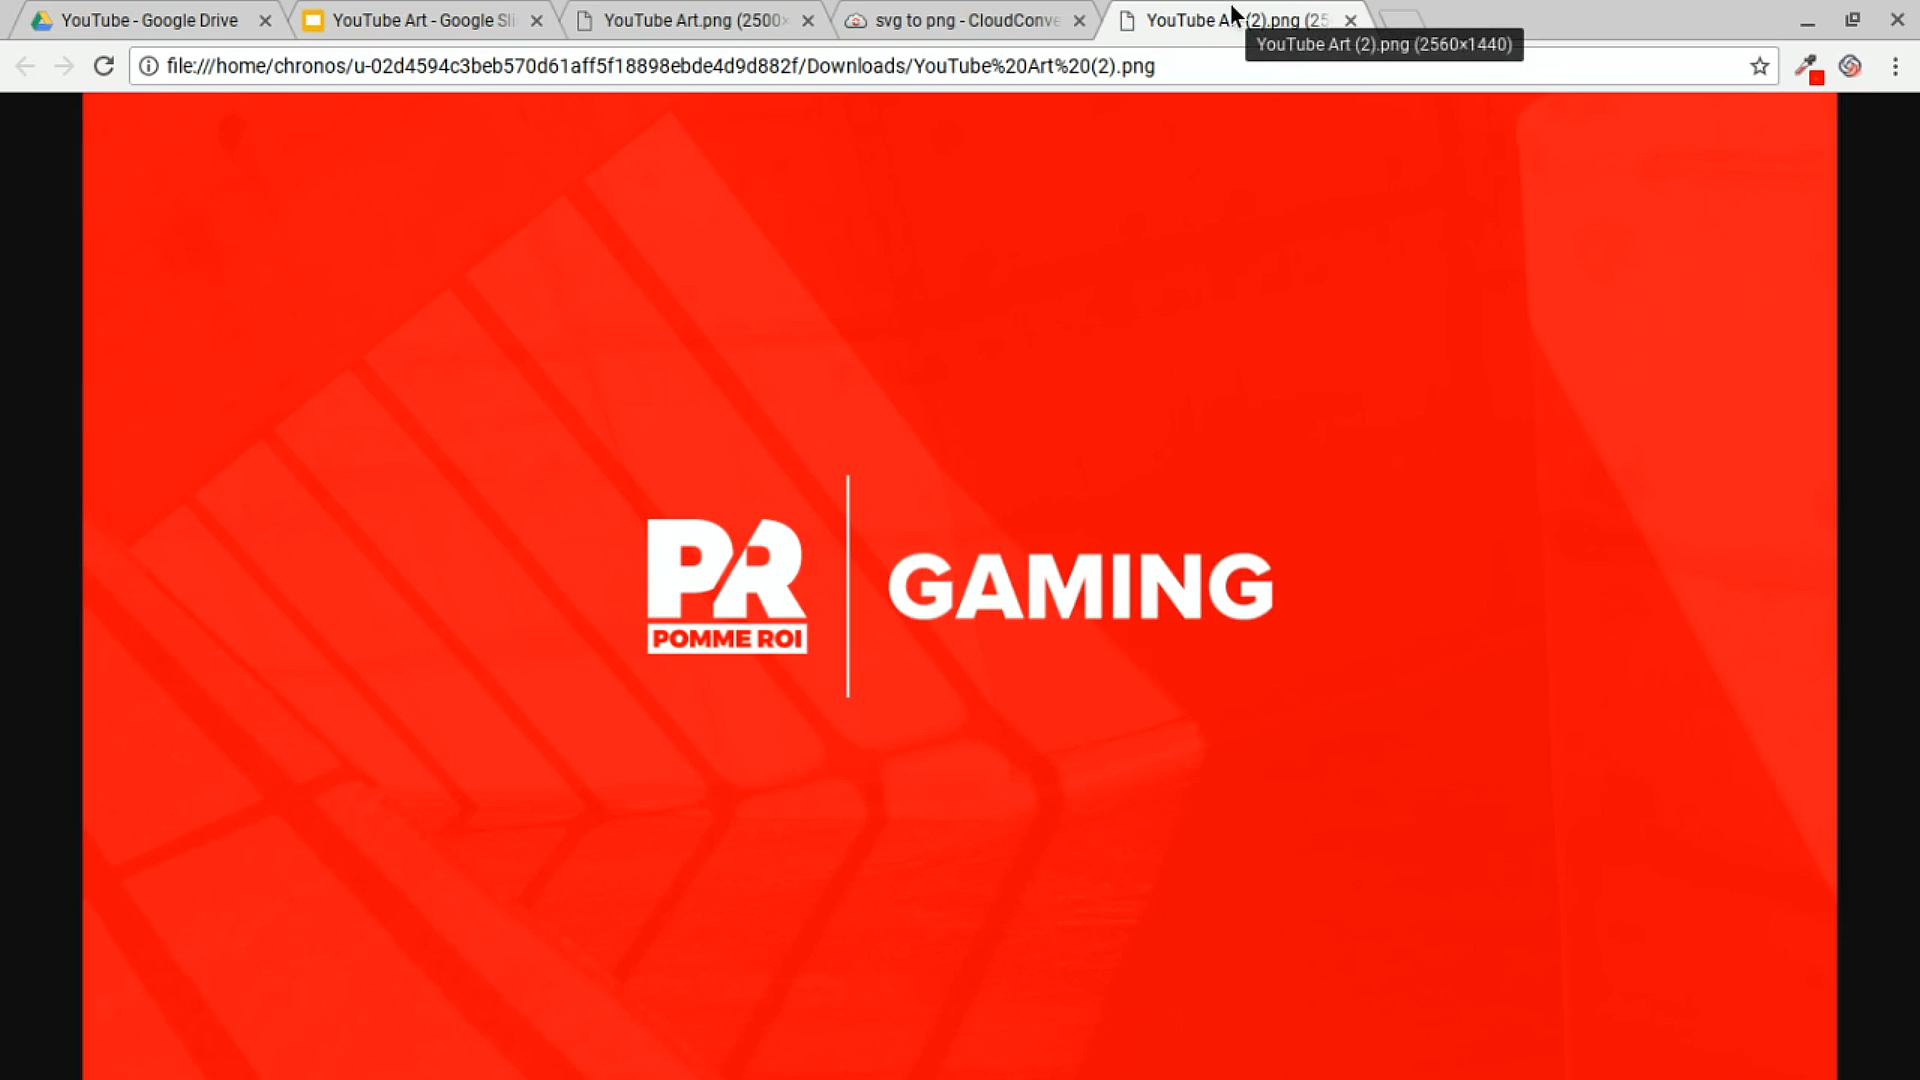 YouTube - Google Drive
YouTube Art - Google Sli
YouTube Art.png (2500×
svg to png - CloudConve
YouTube A (2).png (25
YouTube Art (2).png (2560×1440)
file:///home/chronos/u-02d4594c3beb570d61aff5f18898ebde4d9d882f/Downloads/YouTube%20Art%20(2).png
PR
POMME ROI
GAMING